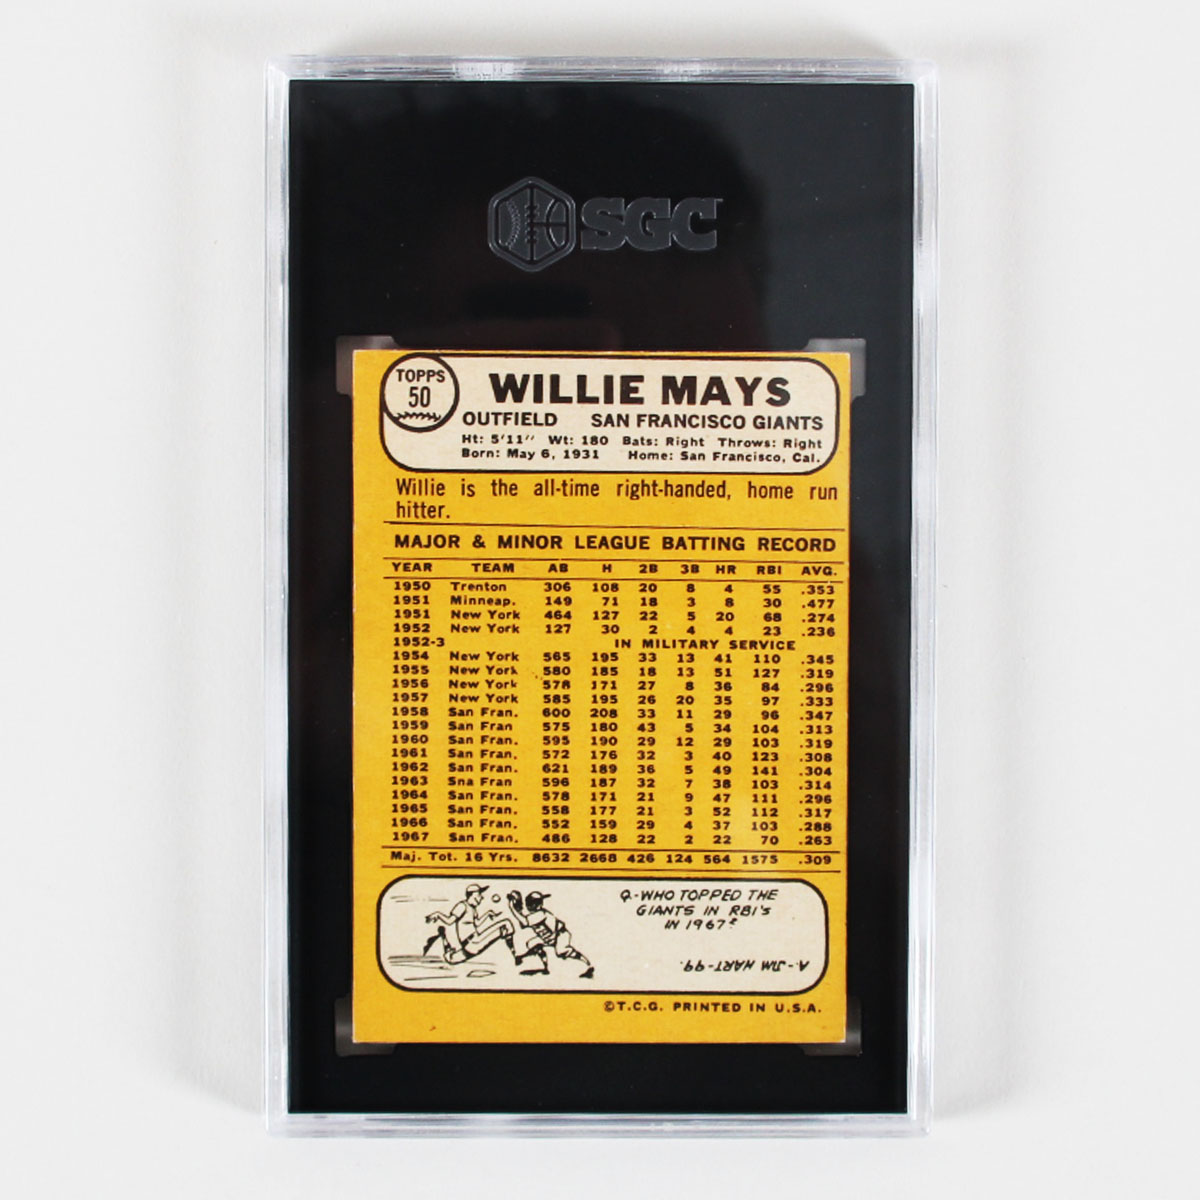 SGC
TOPPS
50
WILLIE MAYS
OUTFIELD SAN FRANCISCO GIANTS
Ht: 5'11" Wt: 180 Bats: Right Throws: Right
Born: May 6, 1931 Home: San Francisco, Cal.
Willie is the all-time right-handed, home run
hitter.
MAJOR & MINOR LEAGUE BATTING RECORD
YEAR TEAM AB H 2B 3B HR RBI AVG.
1950 Trenton 306 108 20 8 4 55 .353
1951 Minneap. 149 71 18 3 8 30 .477
1951 New York 464 127 22 5 20 68 .274
1952 New York 127 30 2 4 4 23 .236
1952-3 IN MILITARY SERVICE
1954 New York 565 195 33 13 41 110 .345
1955 New York 580 185 18 13 51 127 .319
1956 New York 578 171 27 8 36 84 .296
1957 New York 585 195 26 20 35 97 .333
1958 San Fran. 600 208 33 11 29 96 .347
1959 San Fran 575 180 43 5 34 104 .313
1960 San Fran. 595 190 29 12 29 103 .319
1961 San Fran. 572 176 32 3 40 123 .308
1962 San Fran. 621 189 36 5 49 141 .304
1963 Sna Fran 596 187 32 7 38 103 .314
1964 San Fran. 578 171 21 9 47 111 .296
1965 San Fran. 558 177 21 3 52 112 .317
1966 San Fran. 552 159 29 4 37 103 .288
1967 San Fran. 486 128 22 2 22 70 .263
Maj. Tot. 16 Yrs. 8632 2668 426 124 564 1575 .309
Q-WHO TOPPED THE
GIANTS IN RBI'S
IN 1967?
A-JIM HART-99.
©T.C.G. PRINTED IN U.S.A.